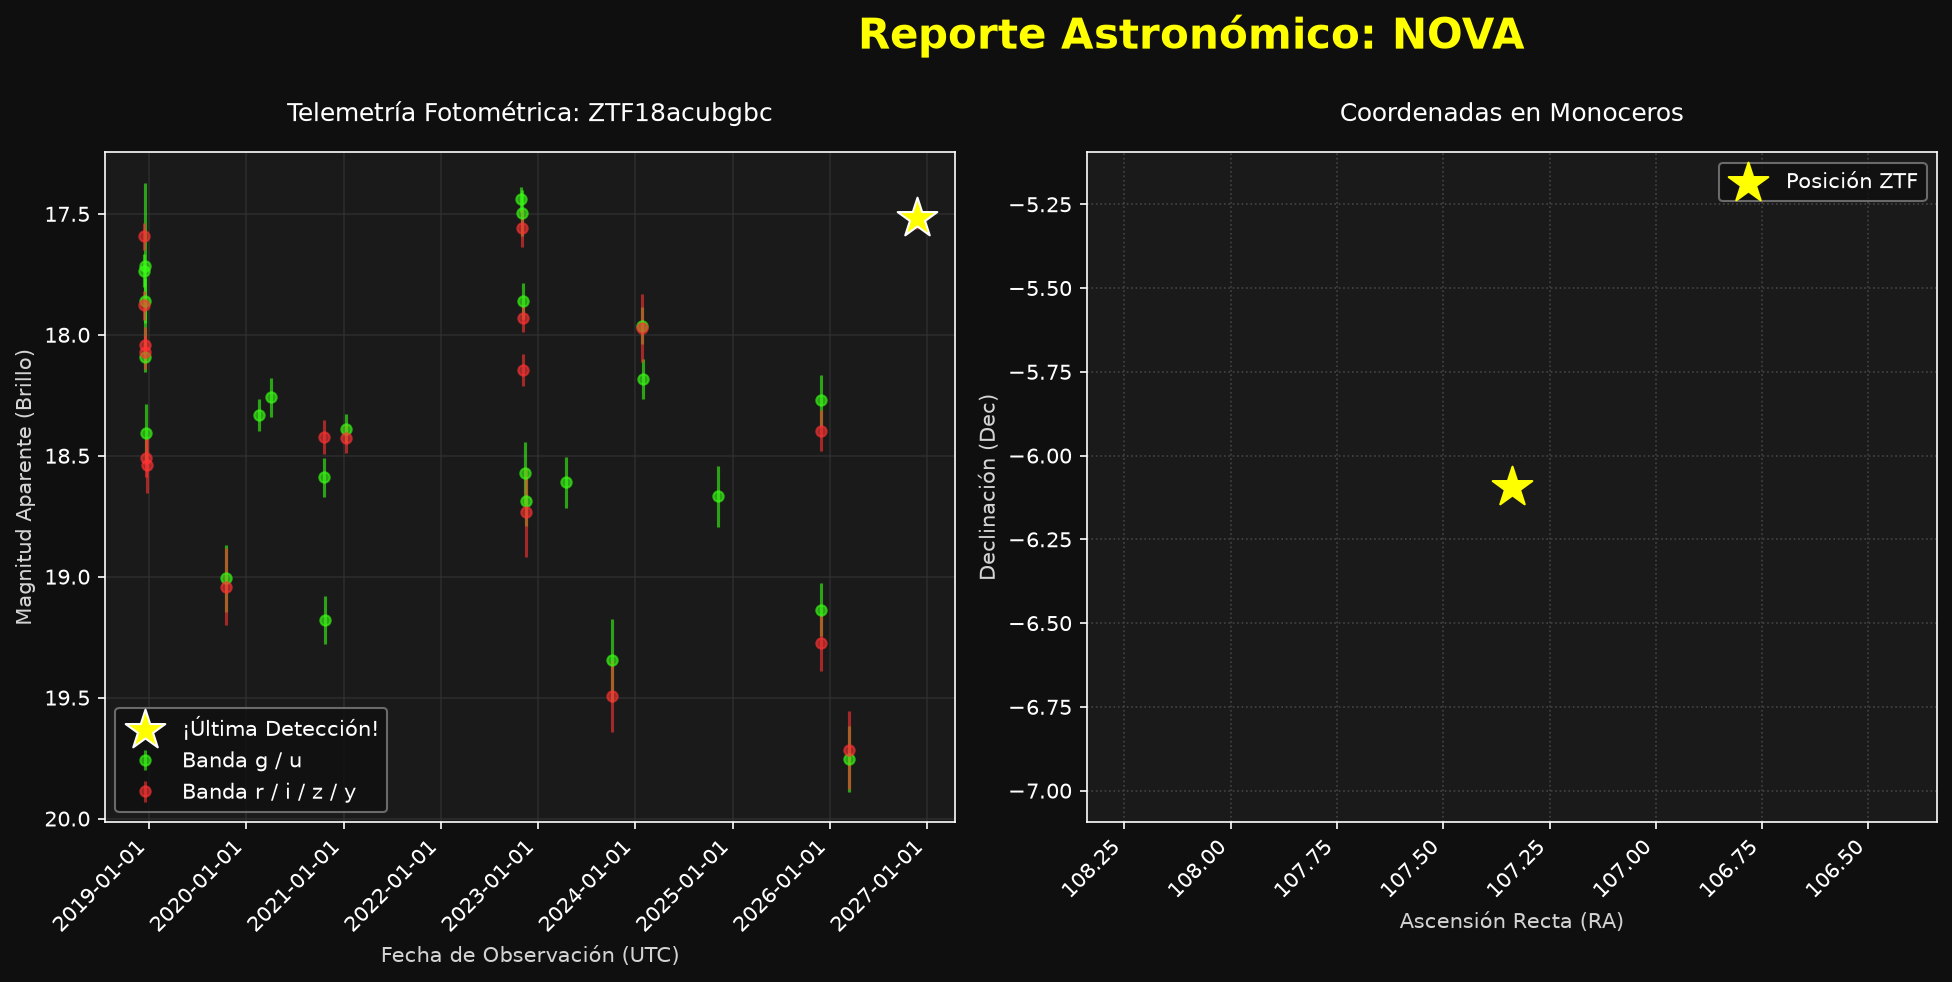 Reporte Astronómico: NOVA
Telemetría Fotométrica: ZTF18acubgbc
Magnitud Aparente (Brillo)
17.5
18.0
18.5
19.0
19.5
20.0
¡Última Detección!
Banda g / u
Banda r / i / z / y
2019-01-01
2020-01-01
2021-01-01
2022-01-01
2023-01-01
2024-01-01
2025-01-01
2026-01-01
2027-01-01
Fecha de Observación (UTC)
Coordenadas en Monoceros
Posición ZTF
Declinación (Dec)
−5.25
−5.50
−5.75
−6.00
−6.25
−6.50
−6.75
−7.00
108.25
108.00
107.75
107.50
107.25
107.00
106.75
106.50
Ascensión Recta (RA)